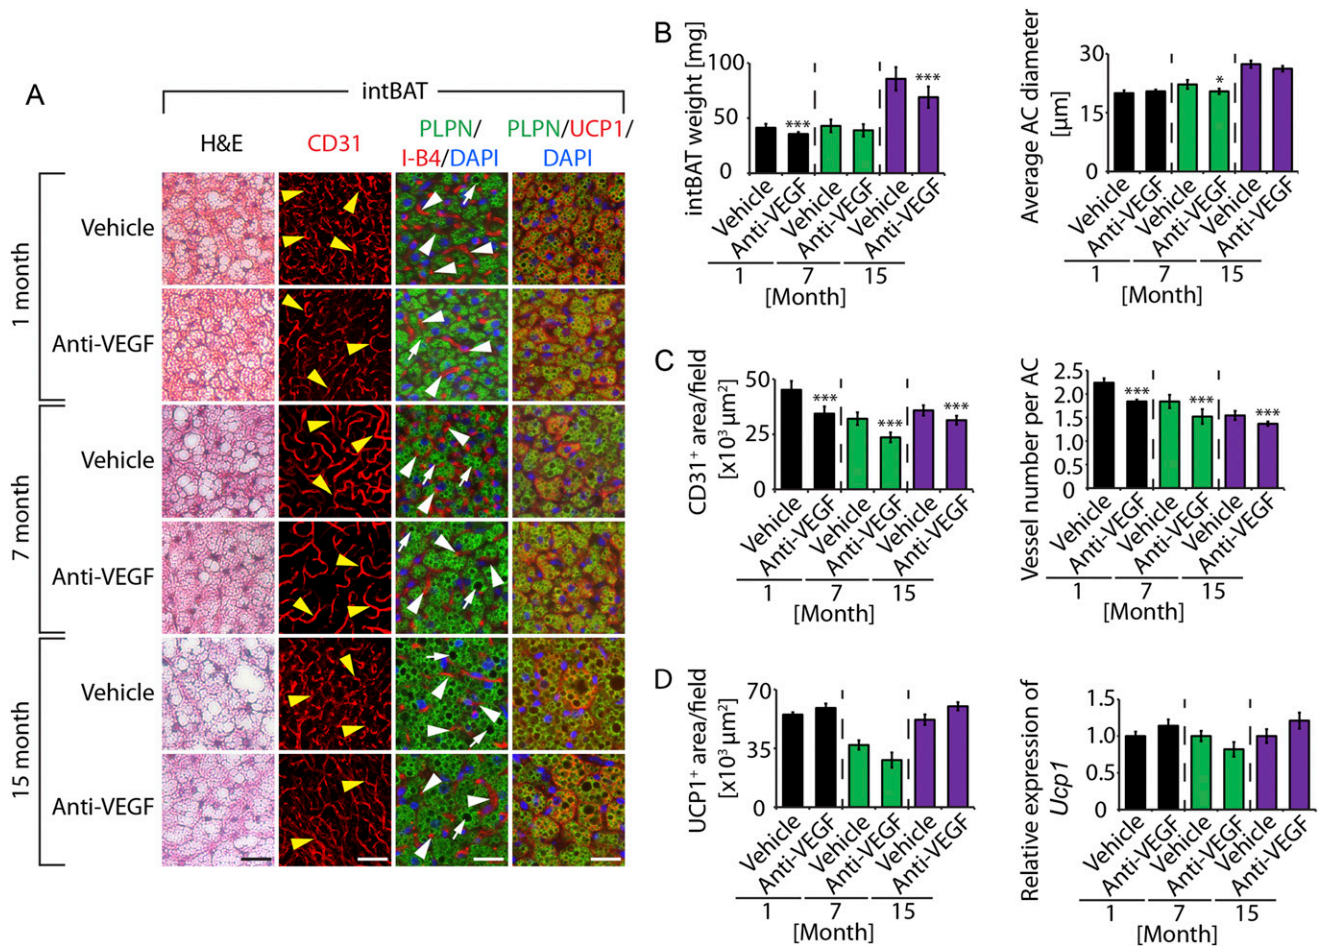 A
intBAT
H&E
CD31
PLPN/
I-B4/DAPI
PLPN/UCP1/
DAPI
1 month
Vehicle
Anti-VEGF
7 month
Vehicle
Anti-VEGF
15 month
Vehicle
Anti-VEGF
B
intBAT weight [mg]
100
50
0
***
***
Vehicle
Anti-VEGF
Vehicle
Anti-VEGF
Vehicle
Anti-VEGF
1
7
15
[Month]
Average AC diameter
[µm]
30
15
0
*
Vehicle
Anti-VEGF
Vehicle
Anti-VEGF
Vehicle
Anti-VEGF
1
7
15
[Month]
C
CD31⁺ area/field
[x10³ µm²]
50
25
0
***
***
***
Vehicle
Anti-VEGF
Vehicle
Anti-VEGF
Vehicle
Anti-VEGF
1
7
15
[Month]
Vessel number per AC
2.5
2.0
1.5
1.0
0.5
0
***
***
***
Vehicle
Anti-VEGF
Vehicle
Anti-VEGF
Vehicle
Anti-VEGF
1
7
15
[Month]
D
UCP1⁺ area/field
[x10³ µm²]
70
35
0
Vehicle
Anti-VEGF
Vehicle
Anti-VEGF
Vehicle
Anti-VEGF
1
7
15
[Month]
Relative expression of
Ucp1
1.5
1.0
0.5
0
Vehicle
Anti-VEGF
Vehicle
Anti-VEGF
Vehicle
Anti-VEGF
1
7
15
[Month]